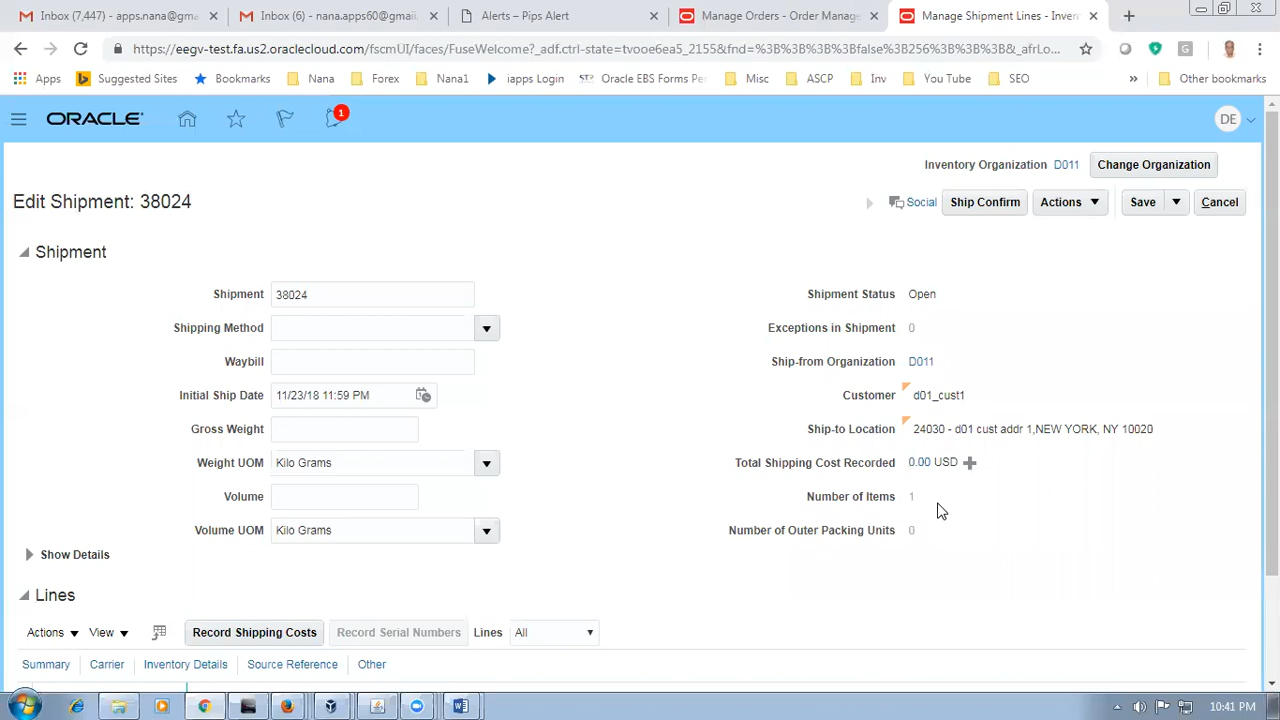 Inbox (7,447) - apps.nana@gma
Inbox (6) - nana.apps60@gmai
Alerts – Pips Alert
Manage Orders - Order Manage
Manage Shipment Lines - Inven
https://eegv-test.fa.us2.oraclecloud.com/fscmUI/faces/FuseWelcome?_adf.ctrl-state=tvooe6ea5_2155&fnd=%3B%3B%3B%3Bfalse%3B256%3B%3B%3B&_afrLo...
Apps
Suggested Sites
Bookmarks
Nana
Forex
Nana1
iapps Login
Oracle EBS Forms Pe
Misc
ASCP
Inv
You Tube
SEO
»
Other bookmarks
ORACLE
1
DE
Inventory Organization D011 Change Organization
Edit Shipment: 38024
Social
Ship Confirm
Actions
Save
Cancel
Shipment
Shipment 38024
Shipment Status Open
Shipping Method
Exceptions in Shipment 0
Waybill
Ship-from Organization D011
Initial Ship Date 11/23/18 11:59 PM
Customer d01_cust1
Gross Weight
Ship-to Location 24030 - d01 cust addr 1,NEW YORK, NY 10020
Weight UOM Kilo Grams
Total Shipping Cost Recorded 0.00 USD
Volume
Number of Items 1
Volume UOM Kilo Grams
Number of Outer Packing Units 0
Show Details
Lines
Actions View Record Shipping Costs Record Serial Numbers Lines All
Summary Carrier Inventory Details Source Reference Other
10:41 PM